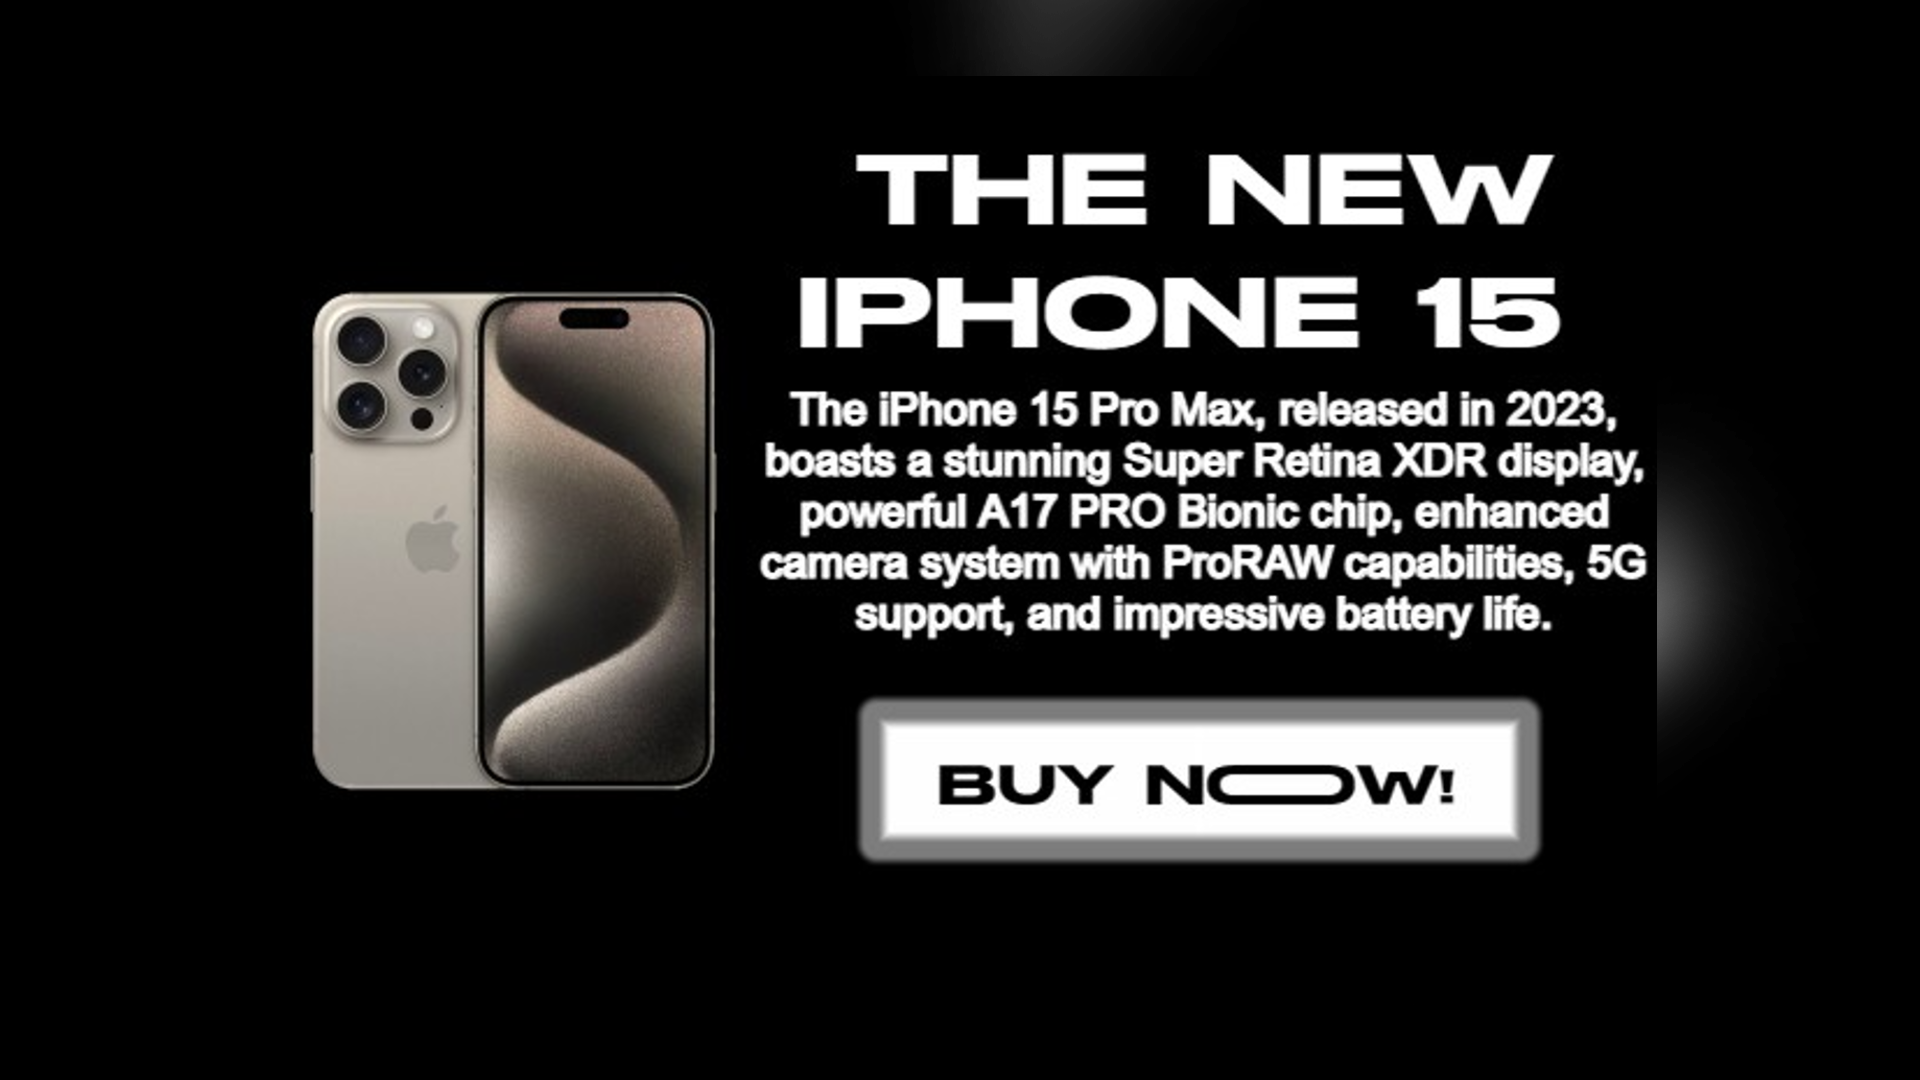 THE NEW
IPHONE 15
The iPhone 15 Pro Max, released in 2023,
boasts a stunning Super Retina XDR display,
powerful A17 PRO Bionic chip, enhanced
camera system with ProRAW capabilities, 5G
support, and impressive battery life.
BUY NOW!